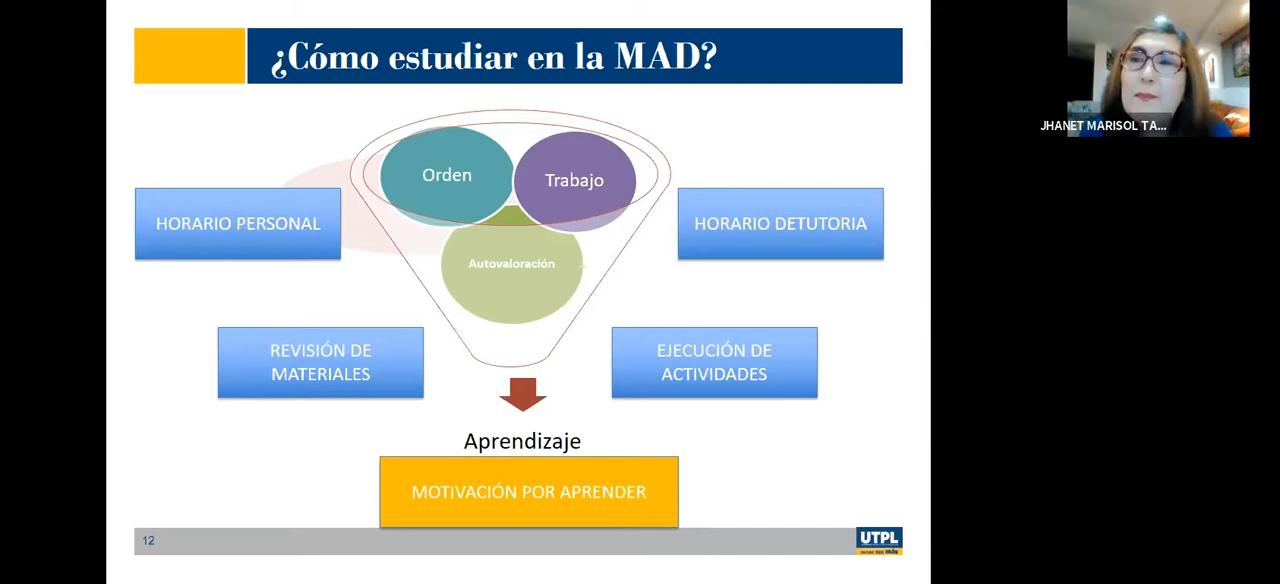 ¿Cómo estudiar en la MAD?
JHANET MARISOL TA...
Orden
Trabajo
HORARIO PERSONAL
HORARIO DETUTORIA
Autovaloración
REVISIÓN DE
MATERIALES
EJECUCIÓN DE
ACTIVIDADES
Aprendizaje
MOTIVACIÓN POR APRENDER
12
UTPL